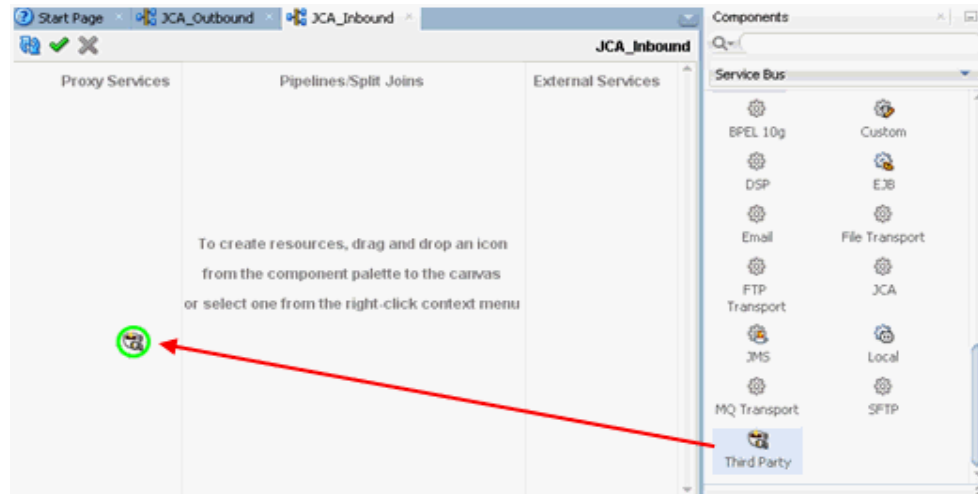 Start Page
JCA_Outbound
JCA_Inbound
Components
JCA_Inbound
Proxy Services
Pipelines/Split Joins
External Services
To create resources, drag and drop an icon
from the component palette to the canvas
or select one from the right-click context menu
Service Bus
BPEL 10g
Custom
DSP
EJB
Email
File Transport
FTP
Transport
JCA
JMS
Local
MQ Transport
SFTP
Third Party